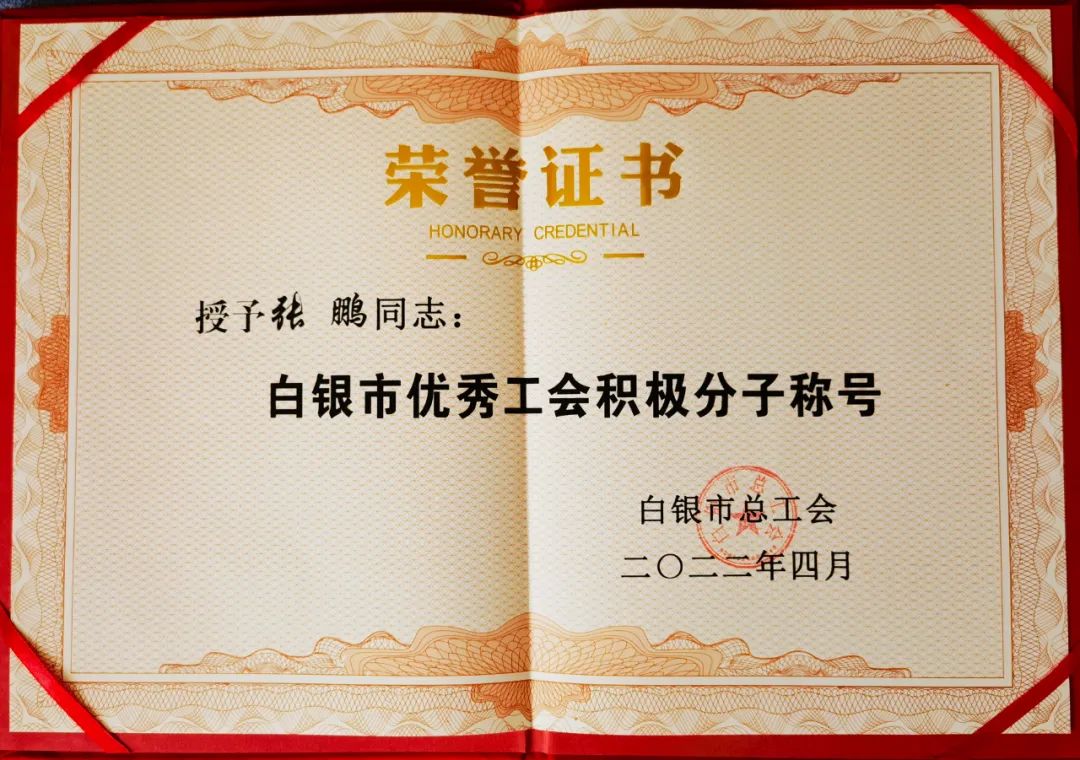 荣誉证书
HONORARY CREDENTIAL
授予张 鹏同志：
白银市优秀工会积极分子称号
白银市总工会
二〇二二年四月